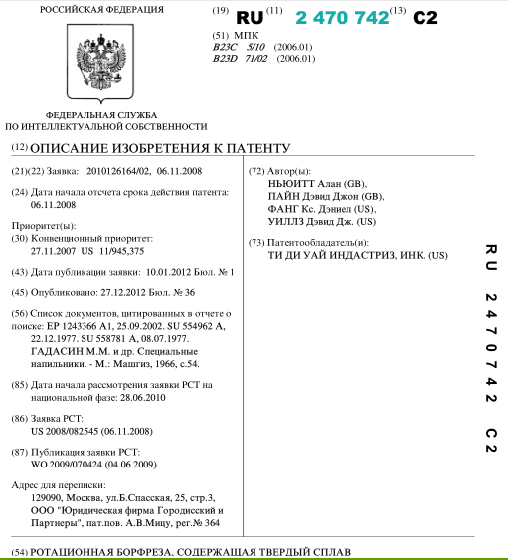 РОССИЙСКАЯ ФЕДЕРАЦИЯ
(19) RU (11) 2 470 742 (13) C2
(51) МПК
B23C 5/10 (2006.01)
B23D 71/02 (2006.01)
ФЕДЕРАЛЬНАЯ СЛУЖБА
ПО ИНТЕЛЛЕКТУАЛЬНОЙ СОБСТВЕННОСТИ
(12) ОПИСАНИЕ ИЗОБРЕТЕНИЯ К ПАТЕНТУ
(21)(22) Заявка: 2010126164/02, 06.11.2008
(24) Дата начала отсчета срока действия патента:
06.11.2008
Приоритет(ы):
(30) Конвенционный приоритет:
27.11.2007 US 11/945,375
(43) Дата публикации заявки: 10.01.2012 Бюл. № 1
(45) Опубликовано: 27.12.2012 Бюл. № 36
(56) Список документов, цитированных в отчете о
поиске: EP 1243366 A1, 25.09.2002. SU 554962 A,
22.12.1977. SU 558781 A, 08.07.1977.
ГАДАСИН М.М. и др. Специальные
напильники. - М.: Машгиз, 1966, с.54.
(85) Дата начала рассмотрения заявки PCT на
национальной фазе: 28.06.2010
(86) Заявка PCT:
US 2008/082545 (06.11.2008)
(87) Публикация заявки PCT:
WO 2009/070424 (04.06.2009)
Адрес для переписки:
129090, Москва, ул.Б.Спасская, 25, стр.3,
ООО "Юридическая фирма Городисский и
Партнеры", пат.пов. А.В.Мицу, рег.№ 364
(72) Автор(ы):
НЬЮИТТ Алан (GB),
ПАЙН Дэвид Джон (GB),
ФАНГ Кс. Дэниел (US),
УИЛЛЗ Дэвид Дж. (US)
(73) Патентообладатель(и):
ТИ ДИ УАЙ ИНДАСТРИЗ, ИНК. (US)
RU 2470742 C2
(54) РОТАЦИОННАЯ БОРФРЕЗА, СОДЕРЖАЩАЯ ТВЕРДЫЙ СПЛАВ